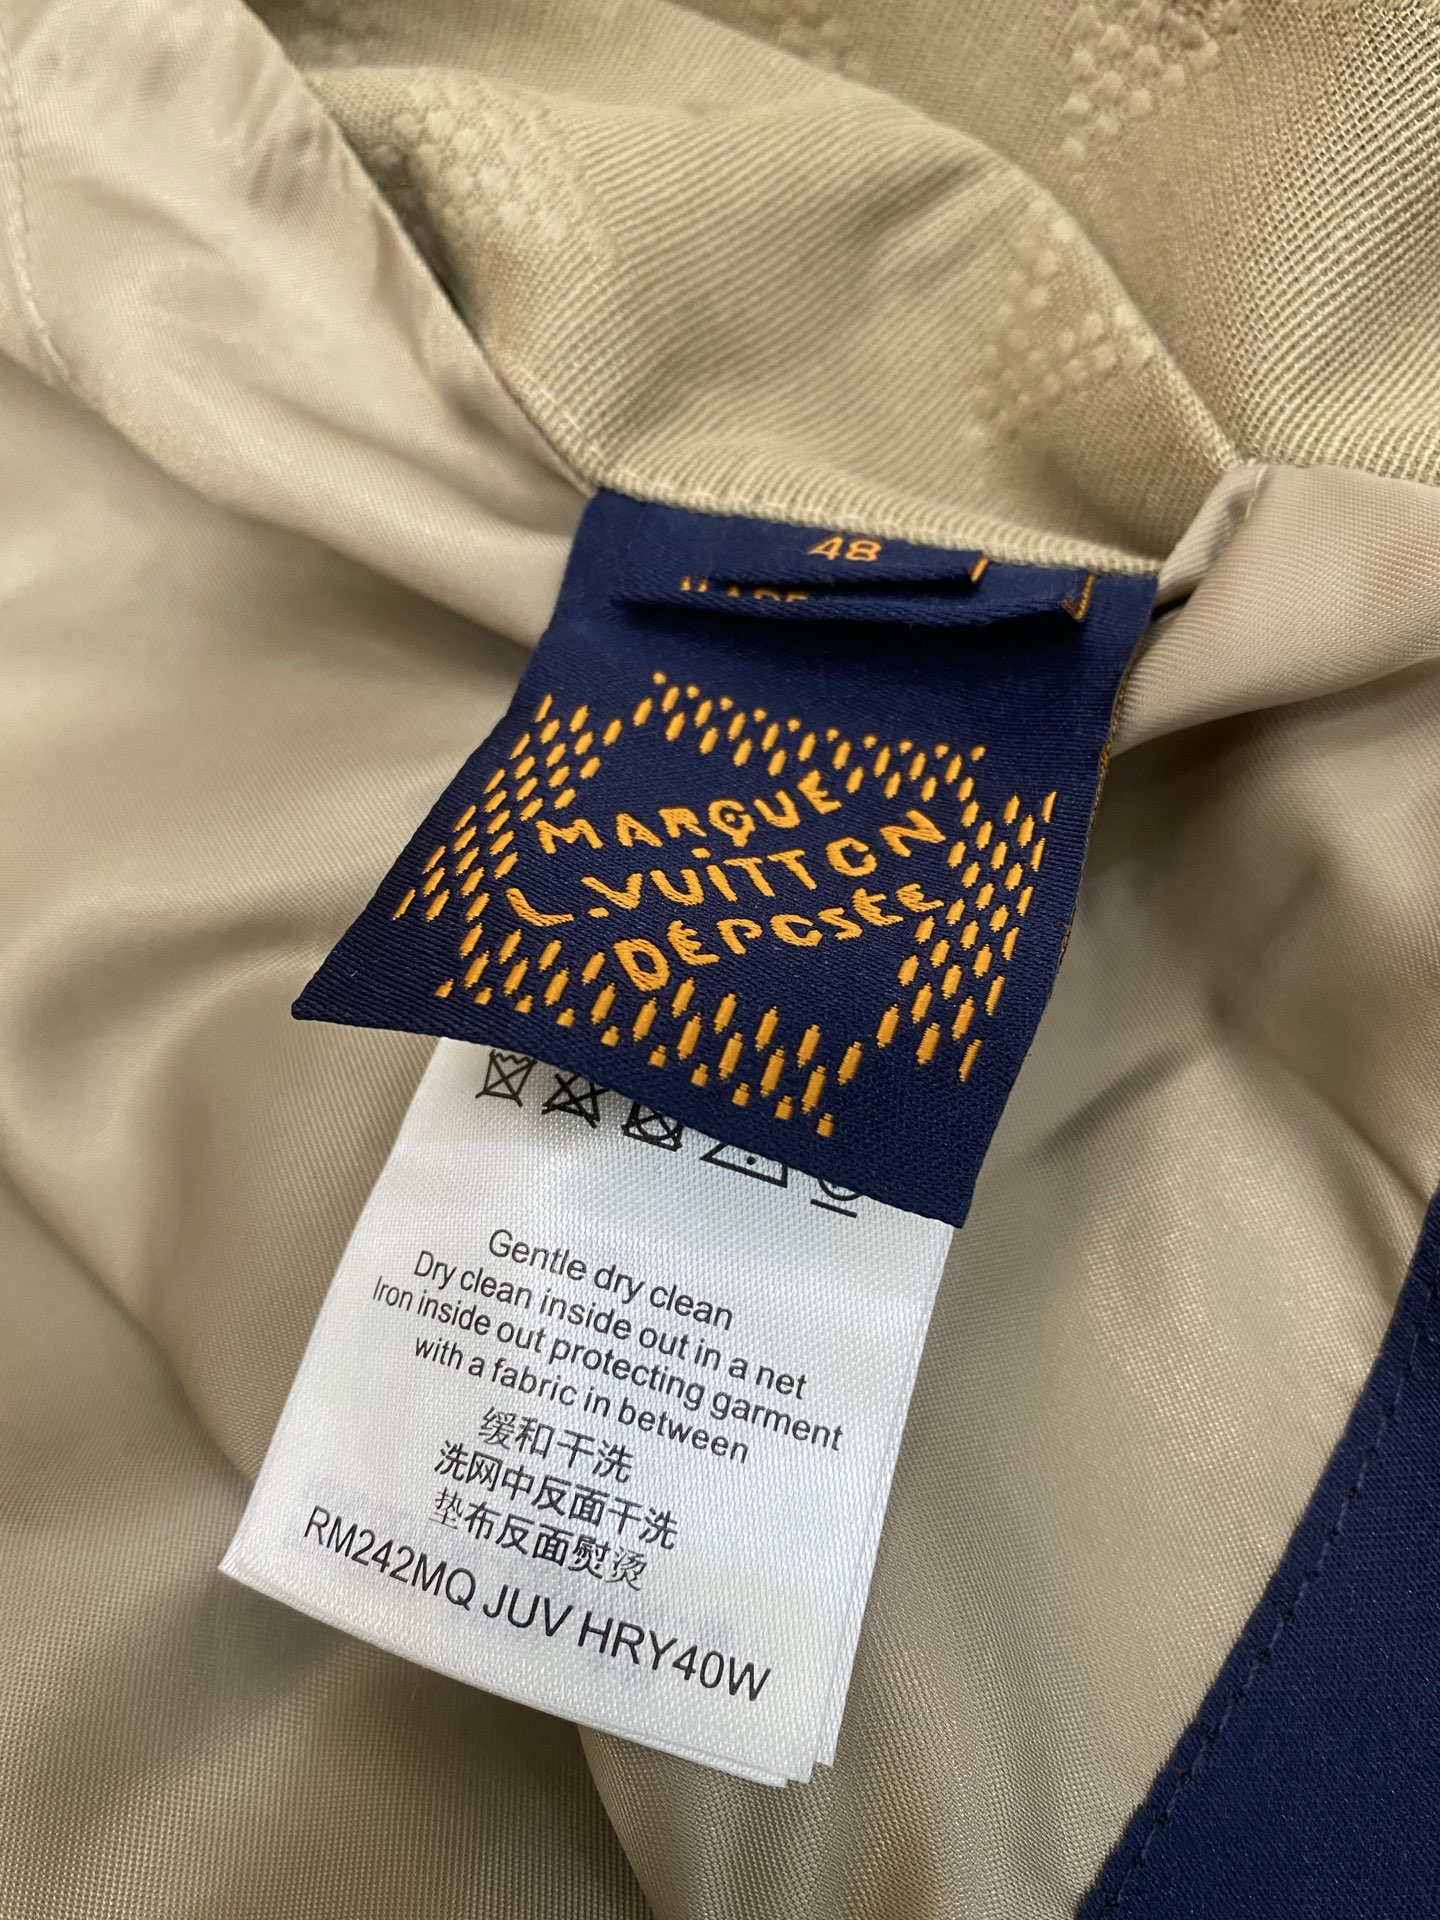 48
MADE
MARQUE
L.VUITTON
DÉPOSÉE
Gentle dry clean
Dry clean inside out in a net
Iron inside out protecting garment
with a fabric in between
缓和干洗
洗网中反面干洗
垫布反面熨烫
RM242MQ JUV HRY40W